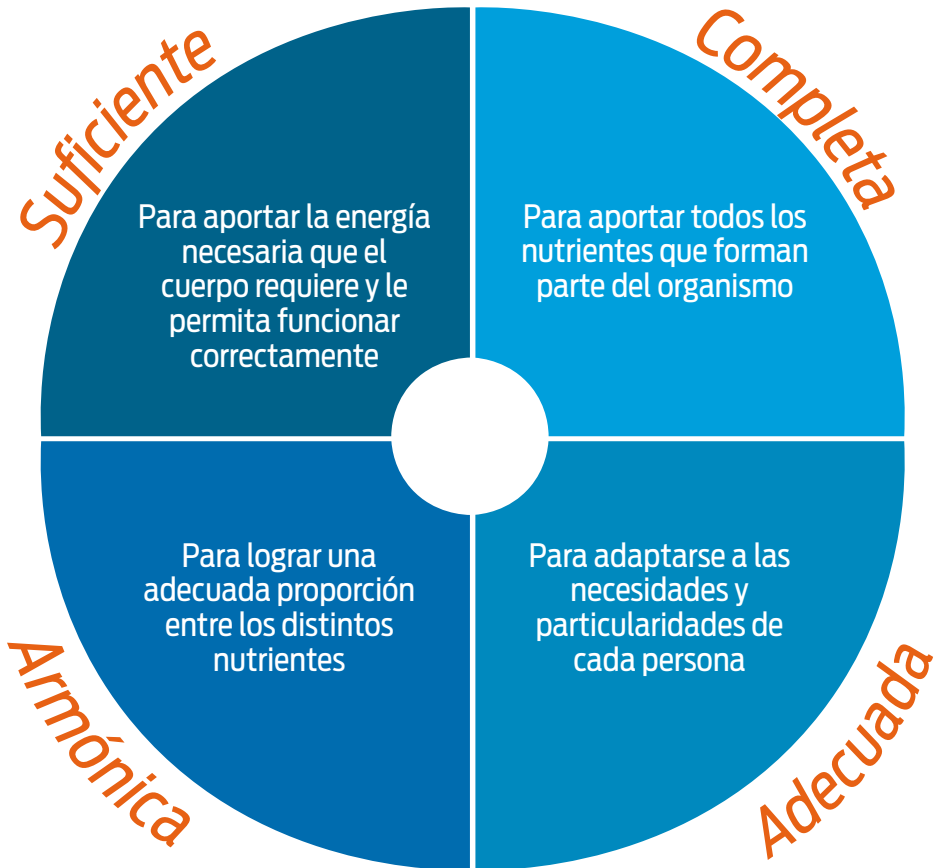 Suficiente
Para aportar la energía
necesaria que el
cuerpo requiere y le
permita funcionar
correctamente
Completa
Para aportar todos los
nutrientes que forman
parte del organismo
Armónica
Para lograr una
adecuada proporción
entre los distintos
nutrientes
Adecuada
Para adaptarse a las
necesidades y
particularidades de
cada persona